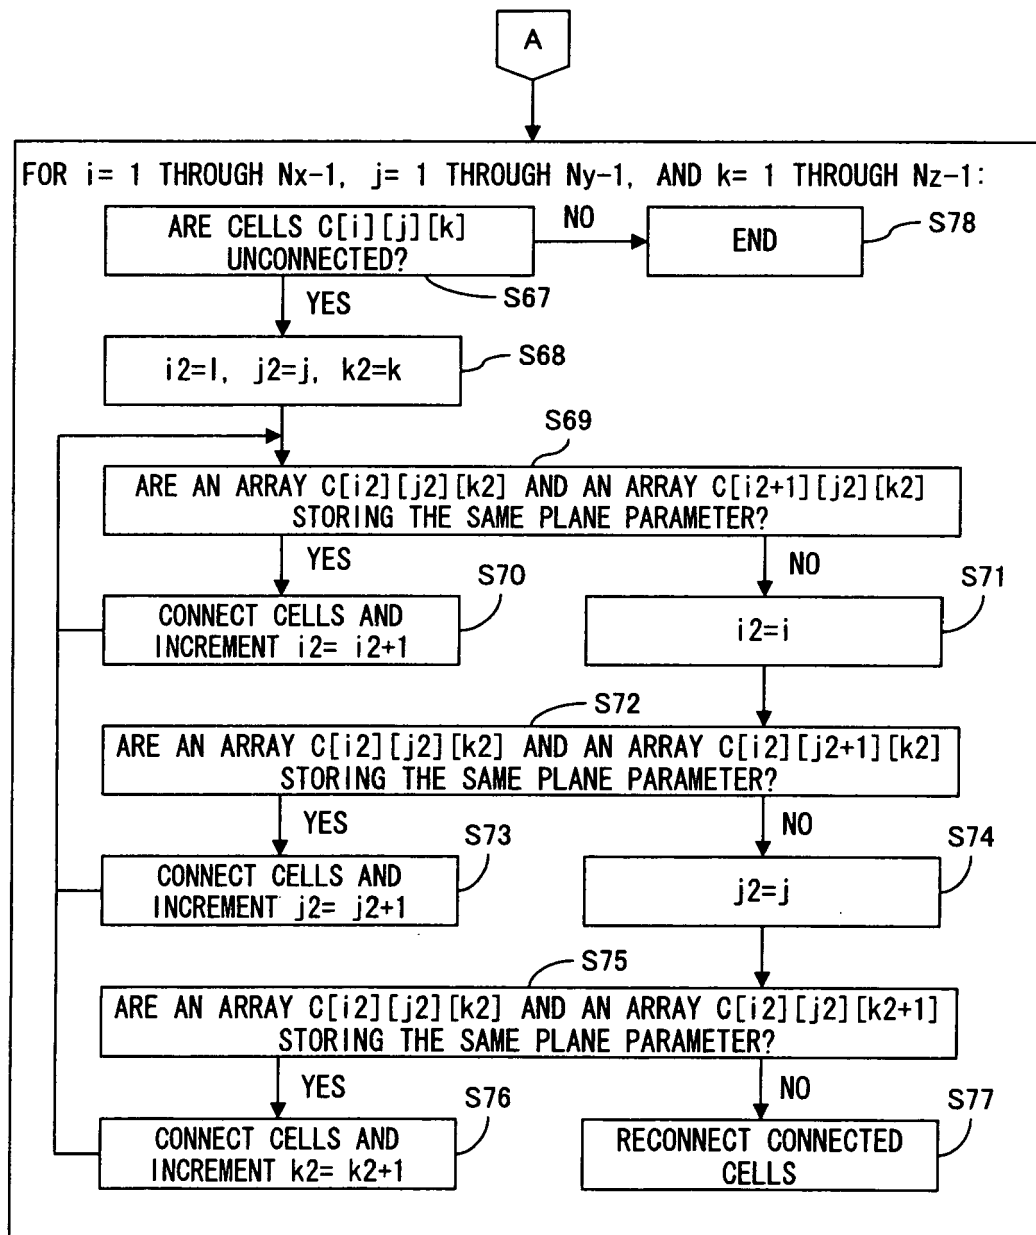 A
FOR i= 1 THROUGH Nx-1, j= 1 THROUGH Ny-1, AND k= 1 THROUGH Nz-1:
ARE CELLS C[i][j][k]
UNCONNECTED?
NO
END
S78
S67
YES
i2=I, j2=j, k2=k
S68
S69
ARE AN ARRAY C[i2][j2][k2] AND AN ARRAY C[i2+1][j2][k2]
STORING THE SAME PLANE PARAMETER?
YES
NO
S70
S71
CONNECT CELLS AND
INCREMENT i2= i2+1
i2=i
S72
ARE AN ARRAY C[i2][j2][k2] AND AN ARRAY C[i2][j2+1][k2]
STORING THE SAME PLANE PARAMETER?
YES
NO
S73
S74
CONNECT CELLS AND
INCREMENT j2= j2+1
j2=j
S75
ARE AN ARRAY C[i2][j2][k2] AND AN ARRAY C[i2][j2][k2+1]
STORING THE SAME PLANE PARAMETER?
YES
NO
S76
S77
CONNECT CELLS AND
INCREMENT k2= k2+1
RECONNECT CONNECTED
CELLS